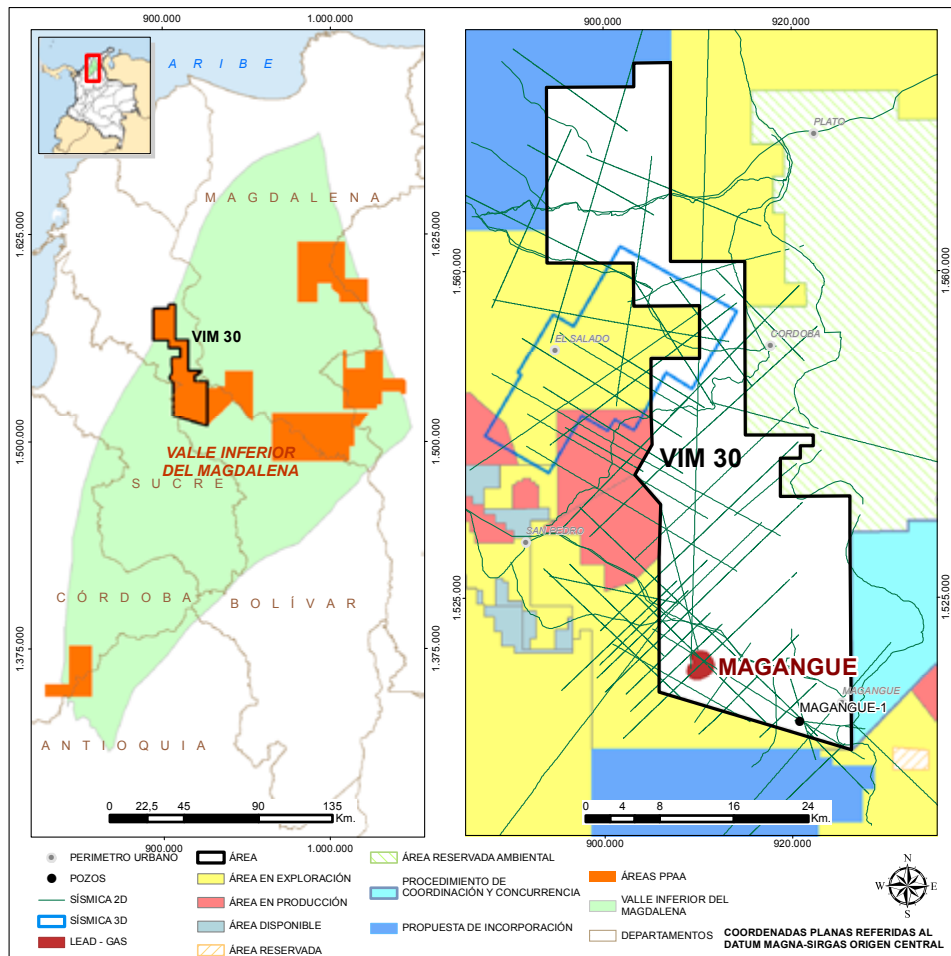 900.000
1.000.000
900.000
920.000
A R I B E
M A G D A L E N A
1.625.000
1.625.000
VIM 30
1.500.000
1.500.000
VALLE INFERIOR
DEL MAGDALENA
S U C R E
C Ó R D O B A
B O L Í V A R
1.375.000
1.375.000
A N T I O Q U I A
0 22,5 45 90 135
Km.
900.000
1.000.000
PLATO
1.560.000
1.560.000
EL SALADO
CORDOBA
VIM 30
SAN PEDRO
1.525.000
1.525.000
MAGANGUE
MAGANGUE
MAGANGUE-1
0 4 8 16 24
Km.
900.000
920.000
PERIMETRO URBANO
POZOS
SÍSMICA 2D
SÍSMICA 3D
LEAD - GAS
ÁREA
ÁREA EN EXPLORACIÓN
ÁREA EN PRODUCCIÓN
ÁREA DISPONIBLE
ÁREA RESERVADA
ÁREA RESERVADA AMBIENTAL
PROCEDIMIENTO DE
COORDINACIÓN Y CONCURRENCIA
PROPUESTA DE INCORPORACIÓN
ÁREAS PPAA
VALLE INFERIOR DEL
MAGDALENA
DEPARTAMENTOS
N
W E
S
COORDENADAS PLANAS REFERIDAS AL
DATUM MAGNA-SIRGAS ORIGEN CENTRAL